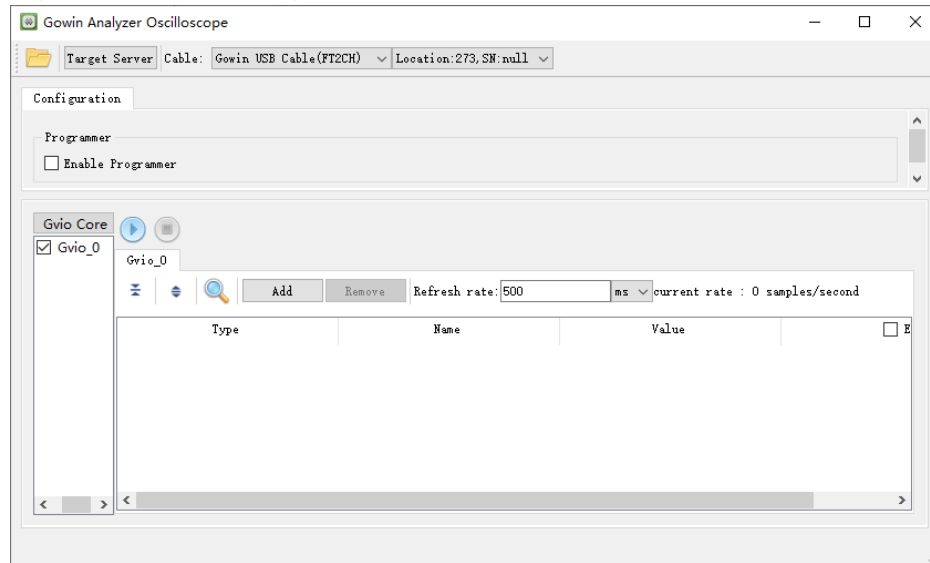 Gowin Analyzer Oscilloscope
Target Server Cable: Gowin USB Cable(FT2CH) Location:273,SN:null
Configuration
Programmer
Enable Programmer
Gvio Core
Gvio_0
Gvio_0
Add Remove Refresh rate: 500 ms current rate : 0 samples/second
Type Name Value E